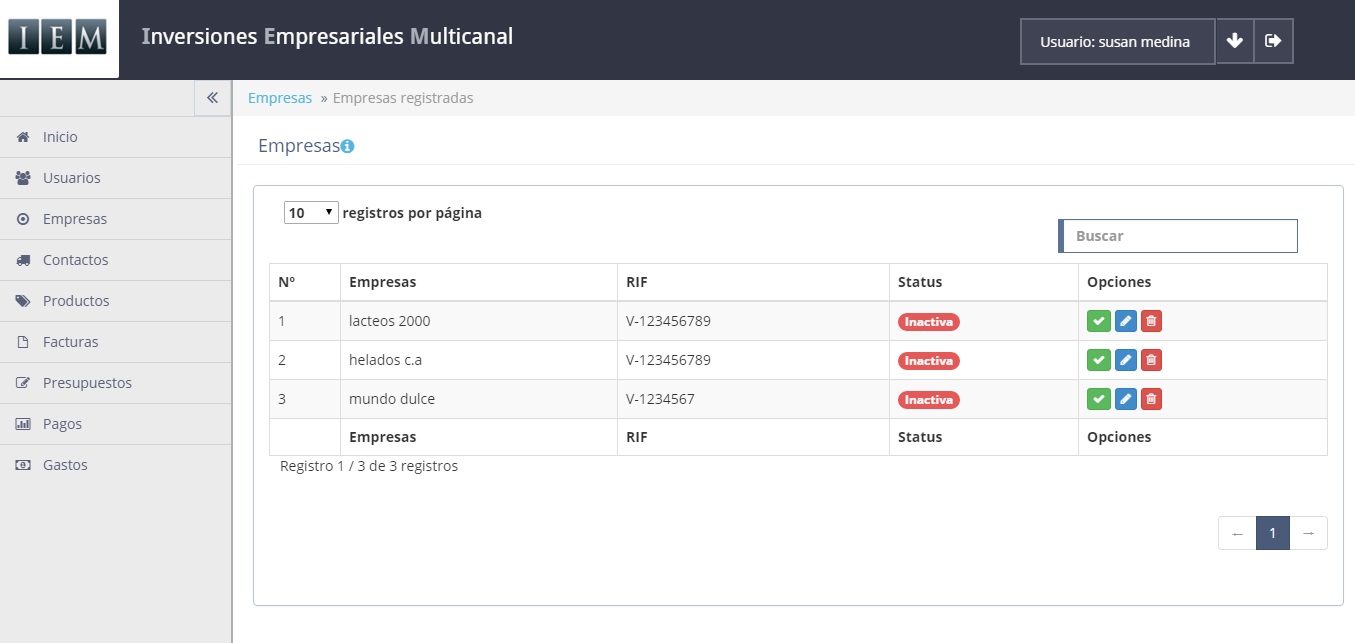 IEM
Inversiones Empresariales Multicanal
Usuario: susan medina
Empresas » Empresas registradas
Inicio
Usuarios
Empresas
Contactos
Productos
Facturas
Presupuestos
Pagos
Gastos
Empresas
10 registros por página
Buscar
Nº Empresas RIF Status Opciones
1 lacteos 2000 V-123456789 Inactiva
2 helados c.a V-123456789 Inactiva
3 mundo dulce V-1234567 Inactiva
Empresas RIF Status Opciones
Registro 1 / 3 de 3 registros
← 1 →